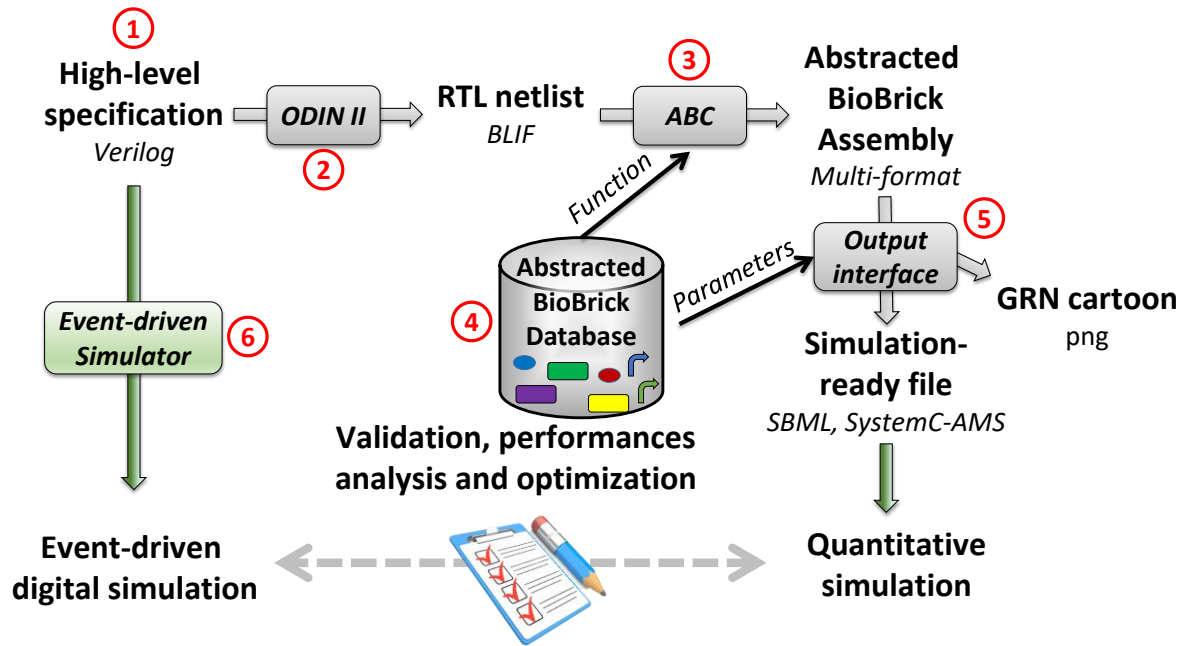 1
High-level
specification
Verilog
ODIN II
2
RTL netlist
BLIF
3
ABC
Abstracted
BioBrick
Assembly
Multi-format
Function
Parameters
5
Output
interface
GRN cartoon
png
4
Abstracted
BioBrick
Database
Event-driven
Simulator
6
Simulation-
ready file
SBML, SystemC-AMS
Validation, performances
analysis and optimization
Event-driven
digital simulation
Quantitative
simulation